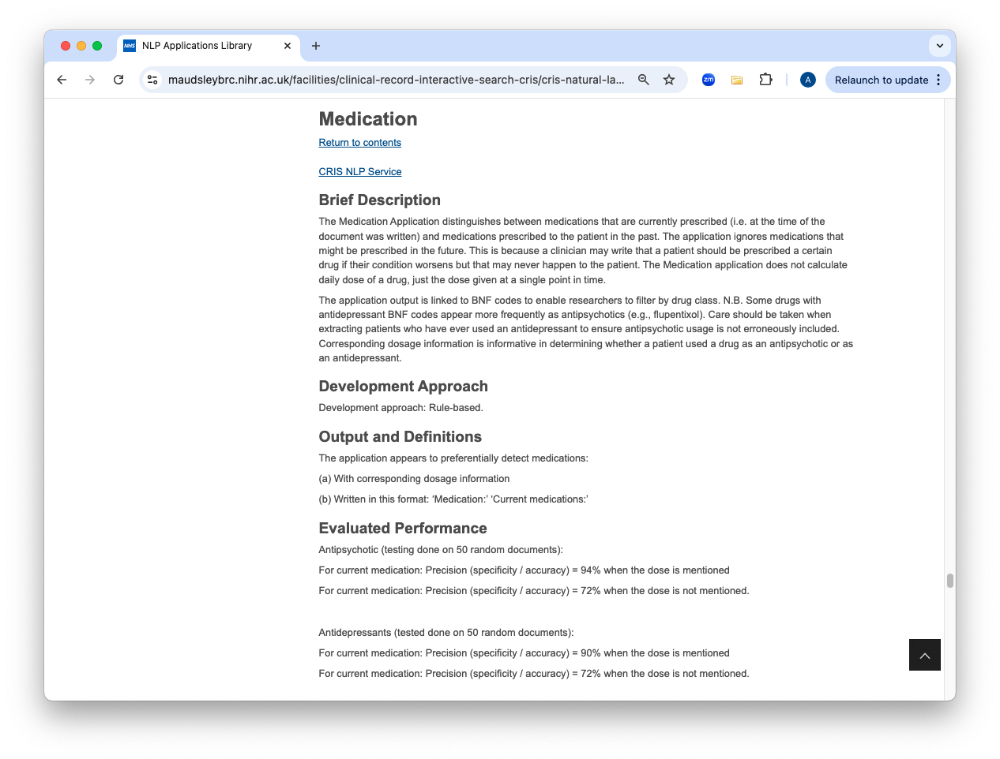 NHS NLP Applications Library
maudsleybrc.nihr.ac.uk/facilities/clinical-record-interactive-search-cris/cris-natural-la... zm A Relaunch to update
Medication
Return to contents
CRIS NLP Service
Brief Description
The Medication Application distinguishes between medications that are currently prescribed (i.e. at the time of the
document was written) and medications prescribed to the patient in the past. The application ignores medications that
might be prescribed in the future. This is because a clinician may write that a patient should be prescribed a certain
drug if their condition worsens but that may never happen to the patient. The Medication application does not calculate
daily dose of a drug, just the dose given at a single point in time.
The application output is linked to BNF codes to enable researchers to filter by drug class. N.B. Some drugs with
antidepressant BNF codes appear more frequently as antipsychotics (e.g., flupentixol). Care should be taken when
extracting patients who have ever used an antidepressant to ensure antipsychotic usage is not erroneously included.
Corresponding dosage information is informative in determining whether a patient used a drug as an antipsychotic or as
an antidepressant.
Development Approach
Development approach: Rule-based.
Output and Definitions
The application appears to preferentially detect medications:
(a) With corresponding dosage information
(b) Written in this format: ‘Medication:’ ‘Current medications:’
Evaluated Performance
Antipsychotic (testing done on 50 random documents):
For current medication: Precision (specificity / accuracy) = 94% when the dose is mentioned
For current medication: Precision (specificity / accuracy) = 72% when the dose is not mentioned.
Antidepressants (tested done on 50 random documents):
For current medication: Precision (specificity / accuracy) = 90% when the dose is mentioned
For current medication: Precision (specificity / accuracy) = 72% when the dose is not mentioned.